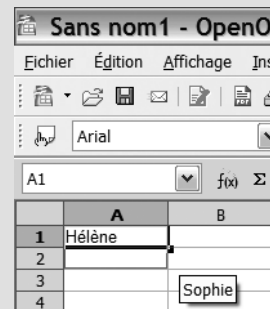 Sans nom1 - OpenO
Fichier Édition Affichage Ins
Arial
A1 f(x) Σ
A B
1 Hélène
2
3 Sophie
4